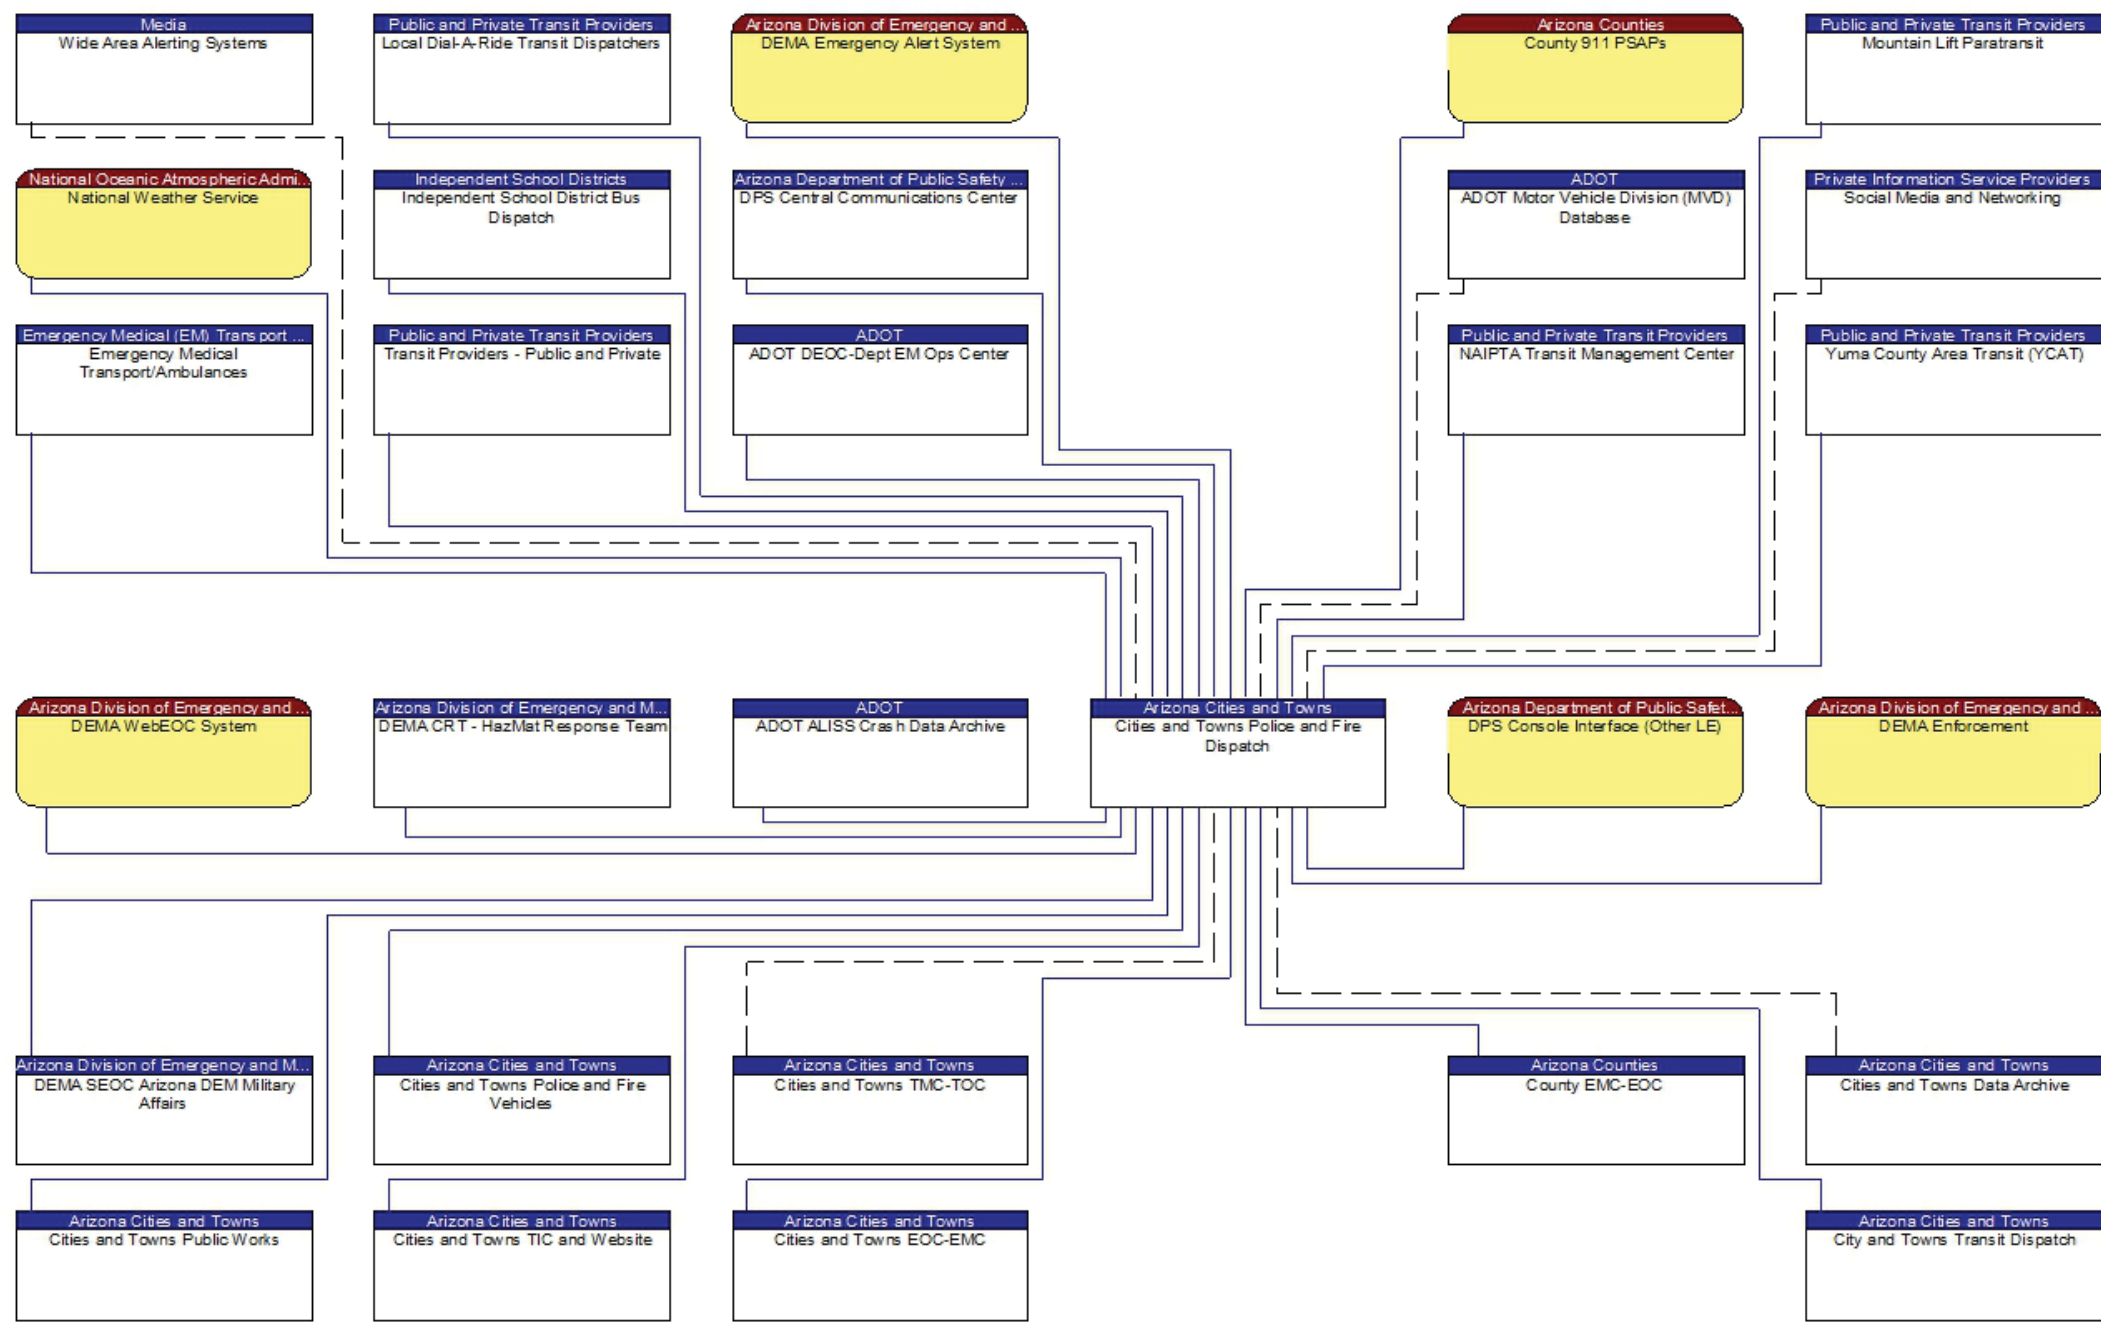 Media
Wide Area Alerting Systems
Public and Private Transit Providers
Local Dial-A-Ride Transit Dispatchers
Arizona Division of Emergency and ...
DEMA Emergency Alert System
Arizona Counties
County 911 PSAPs
Public and Private Transit Providers
Mountain Lift Paratransit
National Oceanic Atmospheric Admi...
National Weather Service
Independent School Districts
Independent School District Bus
Dispatch
Arizona Department of Public Safety ...
DPS Central Communications Center
ADOT
ADOT Motor Vehicle Division (MVD)
Database
Private Information Service Providers
Social Media and Networking
Emergency Medical (EM) Transport ...
Emergency Medical
Transport/Ambulances
Public and Private Transit Providers
Transit Providers - Public and Private
ADOT
ADOT DEOC-Dept EM Ops Center
Public and Private Transit Providers
NAIPTA Transit Management Center
Public and Private Transit Providers
Yuma County Area Transit (YCAT)
Arizona Division of Emergency and ...
DEMA WebEOC System
Arizona Division of Emergency and M...
DEMA CRT - HazMat Response Team
ADOT
ADOT ALISS Crash Data Archive
Arizona Cities and Towns
Cities and Towns Police and Fire
Dispatch
Arizona Department of Public Safet...
DPS Console Interface (Other LE)
Arizona Division of Emergency and ...
DEMA Enforcement
Arizona Division of Emergency and M...
DEMA SEOC Arizona DEM Military
Affairs
Arizona Cities and Towns
Cities and Towns Police and Fire
Vehicles
Arizona Cities and Towns
Cities and Towns TMC-TOC
Arizona Counties
County EMC-EOC
Arizona Cities and Towns
Cities and Towns Data Archive
Arizona Cities and Towns
Cities and Towns Public Works
Arizona Cities and Towns
Cities and Towns TIC and Website
Arizona Cities and Towns
Cities and Towns EOC-EMC
Arizona Cities and Towns
City and Towns Transit Dispatch